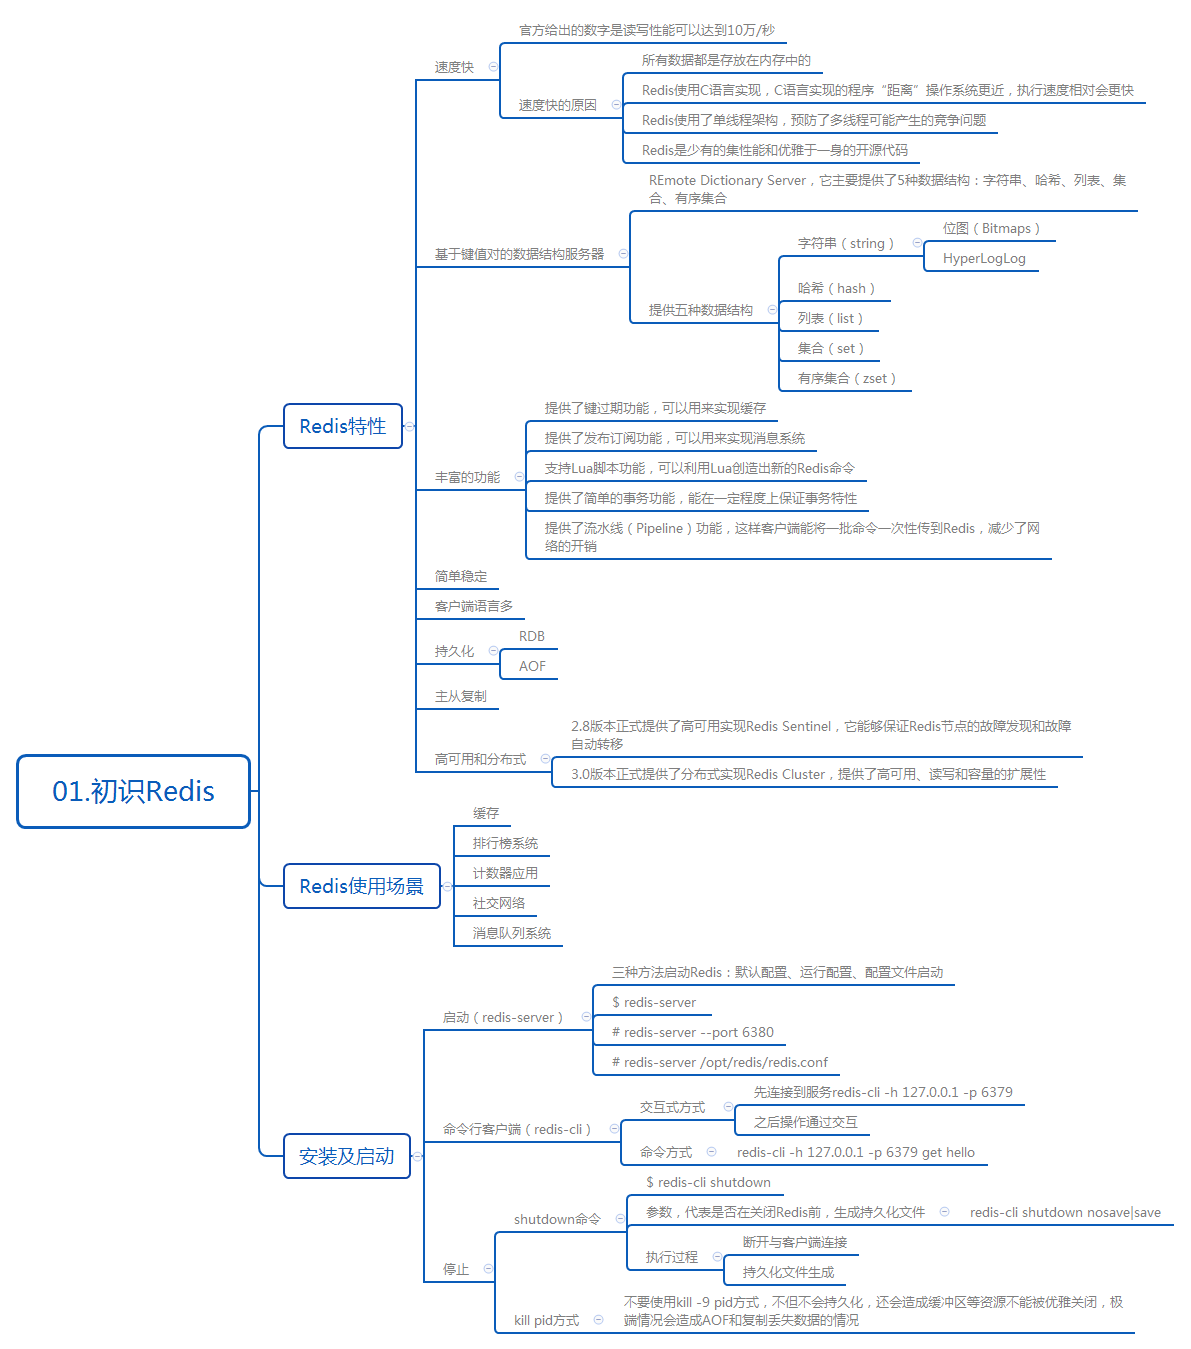 01.初识Redis
Redis特性
速度快
官方给出的数字是读写性能可以达到10万/秒
速度快的原因
所有数据都是存放在内存中的
Redis使用C语言实现，C语言实现的程序“距离”操作系统更近，执行速度相对会更快
Redis使用了单线程架构，预防了多线程可能产生的竞争问题
Redis是少有的集性能和优雅于一身的开源代码
基于键值对的数据结构服务器
REmote Dictionary Server，它主要提供了5种数据结构：字符串、哈希、列表、集
合、有序集合
提供五种数据结构
字符串（string）
位图（Bitmaps）
HyperLogLog
哈希（hash）
列表（list）
集合（set）
有序集合（zset）
丰富的功能
提供了键过期功能，可以用来实现缓存
提供了发布订阅功能，可以用来实现消息系统
支持Lua脚本功能，可以利用Lua创造出新的Redis命令
提供了简单的事务功能，能在一定程度上保证事务特性
提供了流水线（Pipeline）功能，这样客户端能将一批命令一次性传到Redis，减少了网
络的开销
简单稳定
客户端语言多
持久化
RDB
AOF
主从复制
高可用和分布式
2.8版本正式提供了高可用实现Redis Sentinel，它能够保证Redis节点的故障发现和故障
自动转移
3.0版本正式提供了分布式实现Redis Cluster，提供了高可用、读写和容量的扩展性
Redis使用场景
缓存
排行榜系统
计数器应用
社交网络
消息队列系统
安装及启动
启动（redis-server）
三种方法启动Redis：默认配置、运行配置、配置文件启动
$ redis-server
# redis-server --port 6380
# redis-server /opt/redis/redis.conf
命令行客户端（redis-cli）
交互式方式
先连接到服务redis-cli -h 127.0.0.1 -p 6379
之后操作通过交互
命令方式
redis-cli -h 127.0.0.1 -p 6379 get hello
停止
shutdown命令
$ redis-cli shutdown
参数，代表是否在关闭Redis前，生成持久化文件
redis-cli shutdown nosave|save
执行过程
断开与客户端连接
持久化文件生成
kill pid方式
不要使用kill -9 pid方式，不但不会持久化，还会造成缓冲区等资源不能被优雅关闭，极
端情况会造成AOF和复制丢失数据的情况